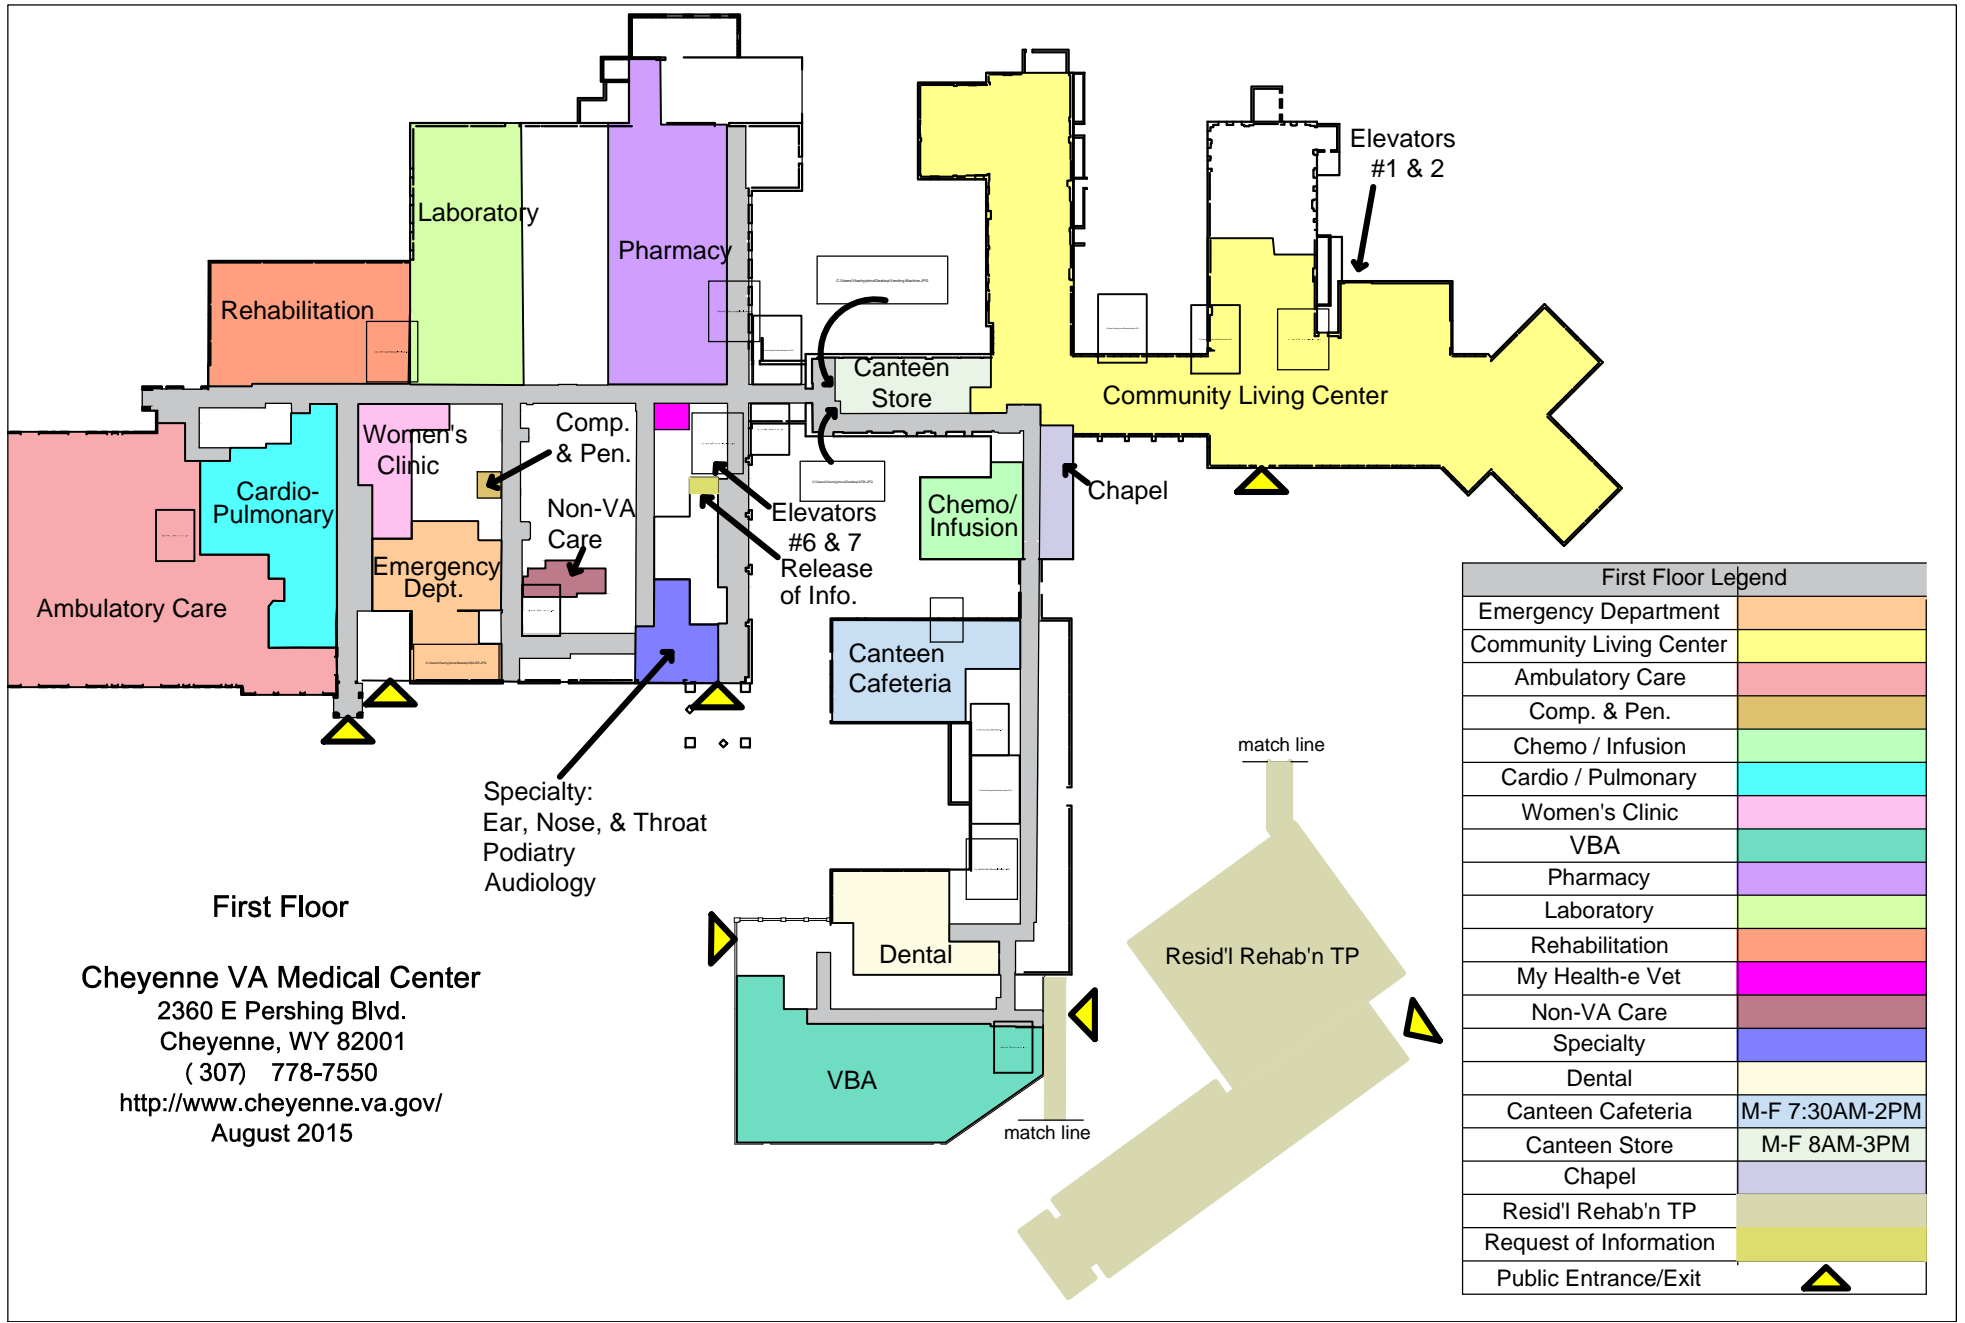 Elevators
#1 & 2
Laboratory
Pharmacy
Rehabilitation
Canteen
Store
Community Living Center
Women's
Clinic
Comp.
& Pen.
Cardio-
Pulmonary
Non-VA
Care
Elevators
#6 & 7
Release
of Info.
Chemo/
Infusion
Chapel
Emergency
Dept.
Ambulatory Care
Canteen
Cafeteria
Specialty:
Ear, Nose, & Throat
Podiatry
Audiology
match line
Resid'l Rehab'n TP
Dental
VBA
match line
First Floor
Cheyenne VA Medical Center
2360 E Pershing Blvd.
Cheyenne, WY 82001
( 307) 778-7550
http://www.cheyenne.va.gov/
August 2015
First Floor Legend
Emergency Department
Community Living Center
Ambulatory Care
Comp. & Pen.
Chemo / Infusion
Cardio / Pulmonary
Women's Clinic
VBA
Pharmacy
Laboratory
Rehabilitation
My Health-e Vet
Non-VA Care
Specialty
Dental
Canteen Cafeteria M-F 7:30AM-2PM
Canteen Store M-F 8AM-3PM
Chapel
Resid'l Rehab'n TP
Request of Information
Public Entrance/Exit